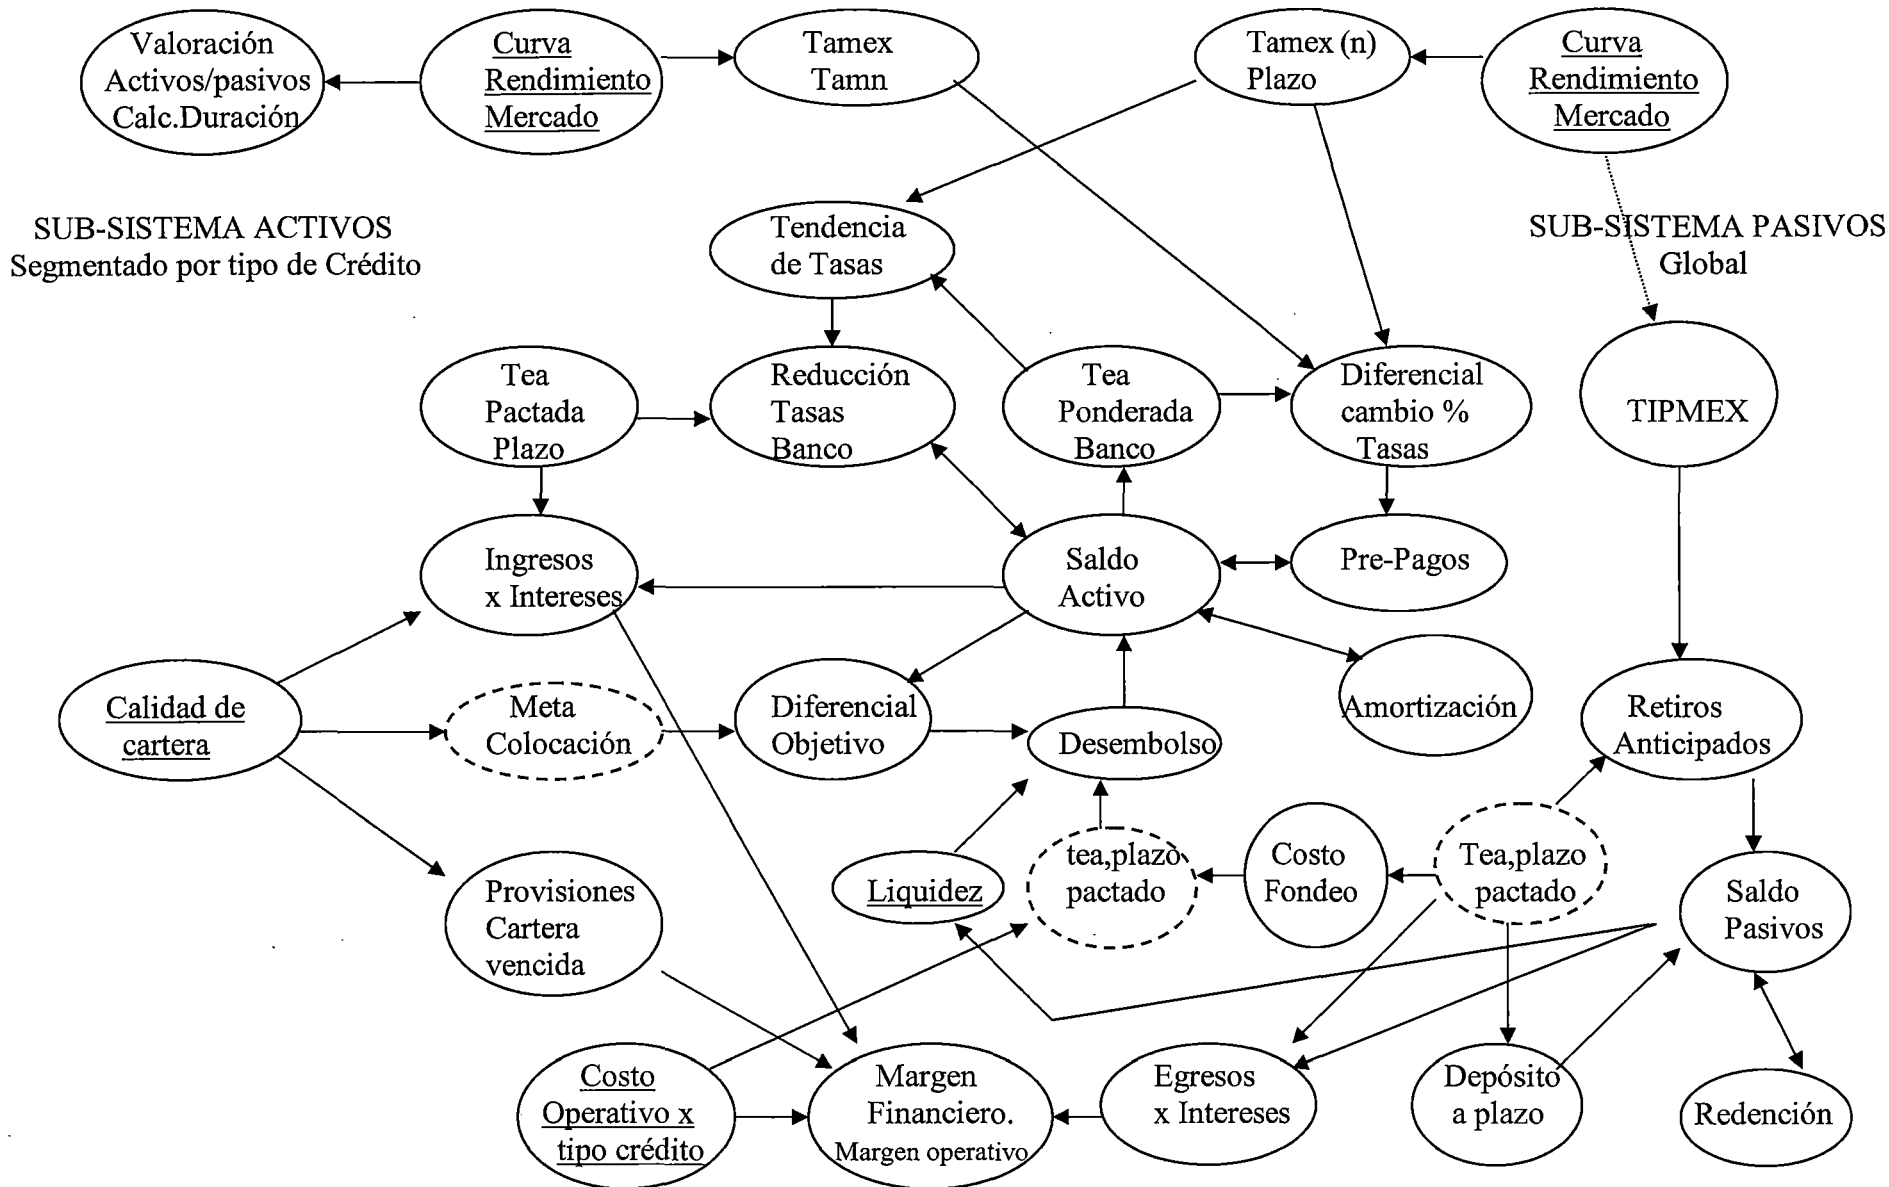 Valoración
Activos/pasivos
Calc.Duración
Curva
Rendimiento
Mercado
Tamex
Tamn
Tamex (n)
Plazo
Curva
Rendimiento
Mercado
SUB-SISTEMA ACTIVOS
Segmentado por tipo de Crédito
Tendencia
de Tasas
SUB-SISTEMA PASIVOS
Global
Tea
Pactada
Plazo
Reducción
Tasas
Banco
Tea
Ponderada
Banco
Diferencial
cambio %
Tasas
TIPMEX
Ingresos
x Intereses
Saldo
Activo
Pre-Pagos
Calidad de
cartera
Meta
Colocación
Diferencial
Objetivo
Desembolso
Amortización
Retiros
Anticipados
Provisiones
Cartera
vencida
Liquidez
tea,plazo
pactado
Costo
Fondeo
Tea,plazo
pactado
Saldo
Pasivos
Costo
Operativo x
tipo crédito
Margen
Financiero.
Margen operativo
Egresos
x Intereses
Depósito
a plazo
Redención